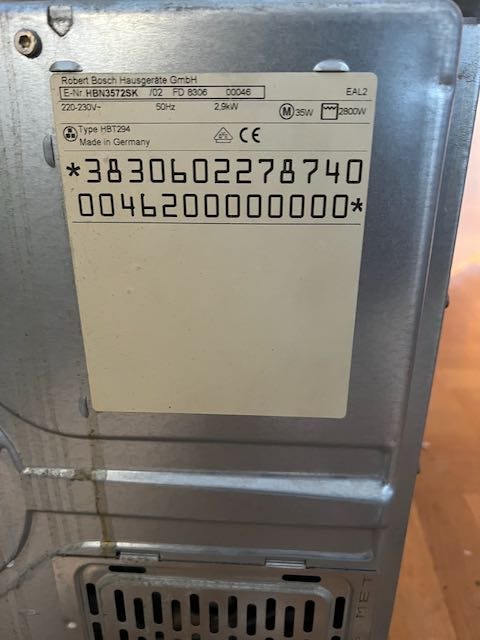 Robert Bosch Hausgeräte GmbH
E-Nr HBN3572SK /02 FD 8306 00046 EAL2
220-230V~ 50Hz 2,9kW M 35W 2800W
Type HBT294
Made in Germany CE
*3830602278740
0046200000000*
MET